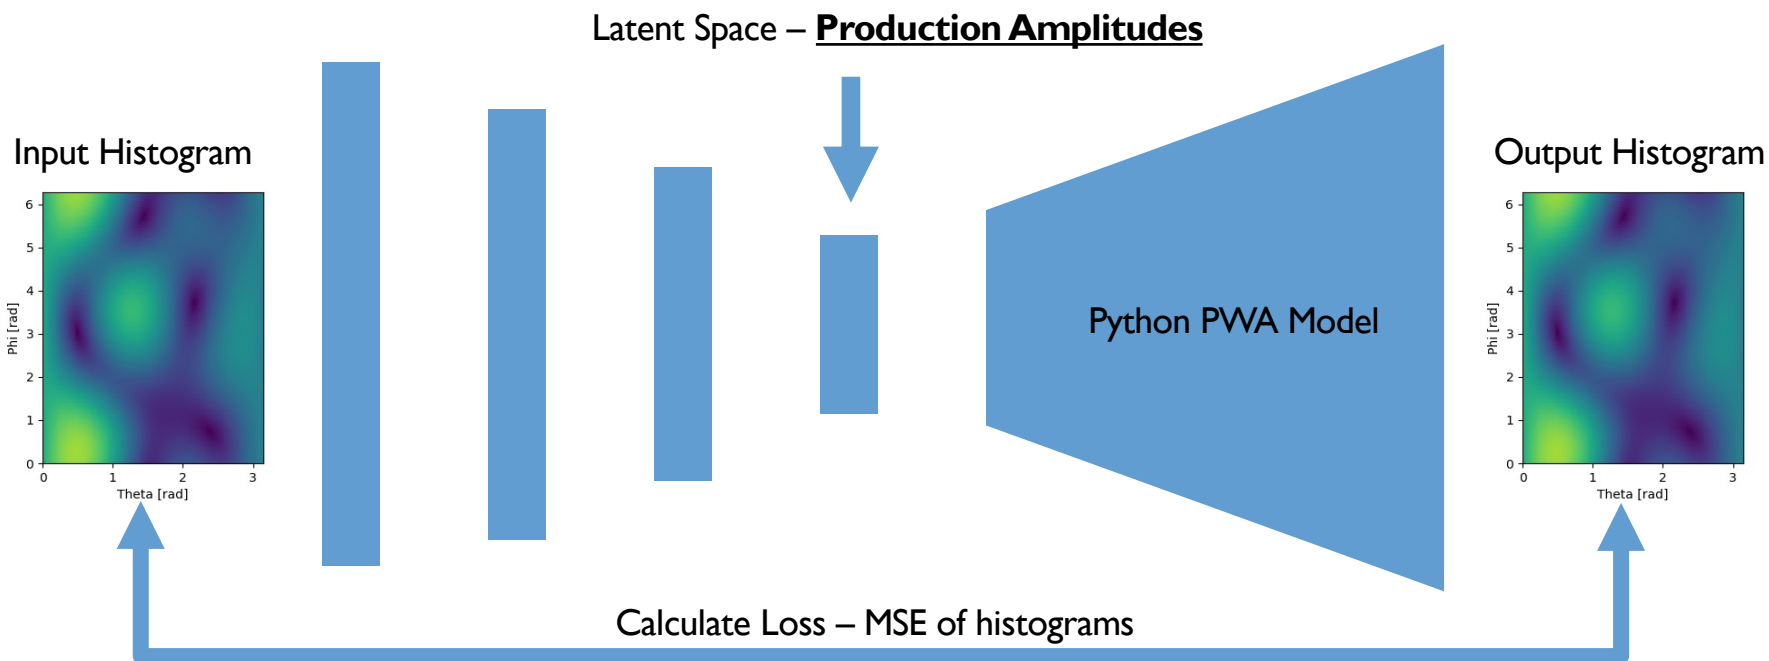 Latent Space – Production Amplitudes
Input Histogram
Output Histogram
6
5
4
3
2
1
0
Phi [rad]
0 1 2 3
Theta [rad]
Python PWA Model
6
5
4
3
2
1
0
Phi [rad]
0 1 2 3
Theta [rad]
Calculate Loss – MSE of histograms